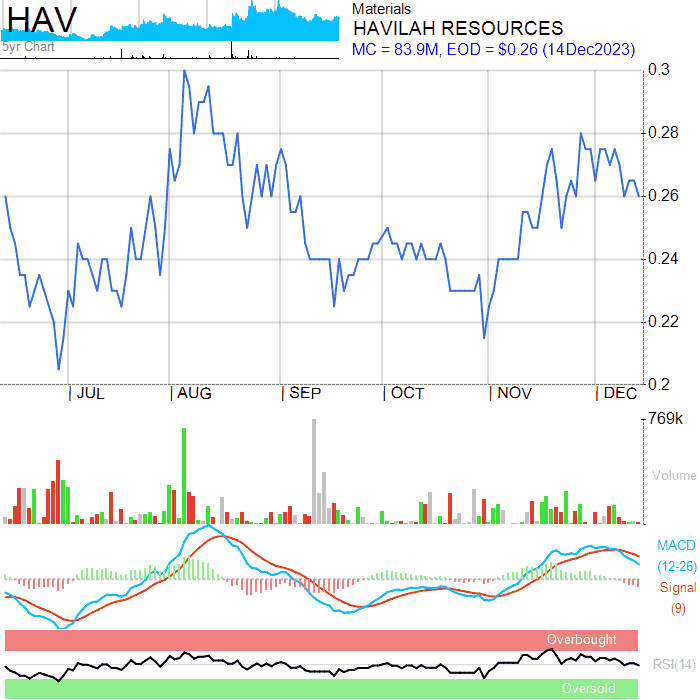 HAV
5yr Chart
Materials
HAVILAH RESOURCES
MC = 83.9M, EOD = $0.26 (14Dec2023)
0.3
0.28
0.26
0.24
0.22
0.2
JUL AUG SEP OCT NOV DEC
769k
Volume
MACD
(12-26)
Signal
(9)
Overbought
RSI(14)
Oversold